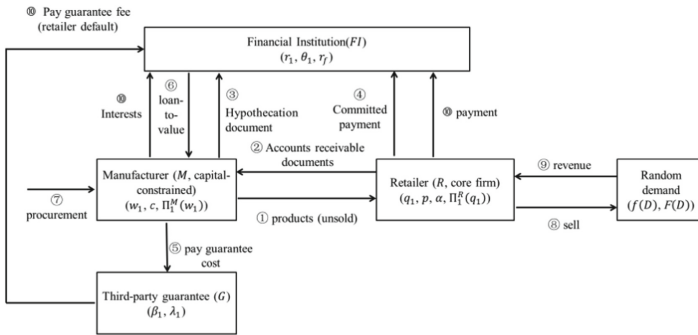 ⑩ Pay guarantee fee
(retailer default)
Financial Institution(FI)
(r₁, θ₁, r_f)
⑩
Interests
⑥
loan-
to-
value
③
Hypothecation
document
④
Committed
payment
⑩ payment
② Accounts receivable
documents
Manufacturer (M, capital-
constrained)
(w₁, c, Π₁ᴹ(w₁))
⑦
procurement
① products (unsold)
Retailer (R, core firm)
(q₁, p, α, Π₁ᴿ(q₁))
⑨ revenue
⑧ sell
Random
demand
(f(D), F(D))
⑤ pay guarantee
cost
Third-party guarantee (G)
(β₁, λ₁)